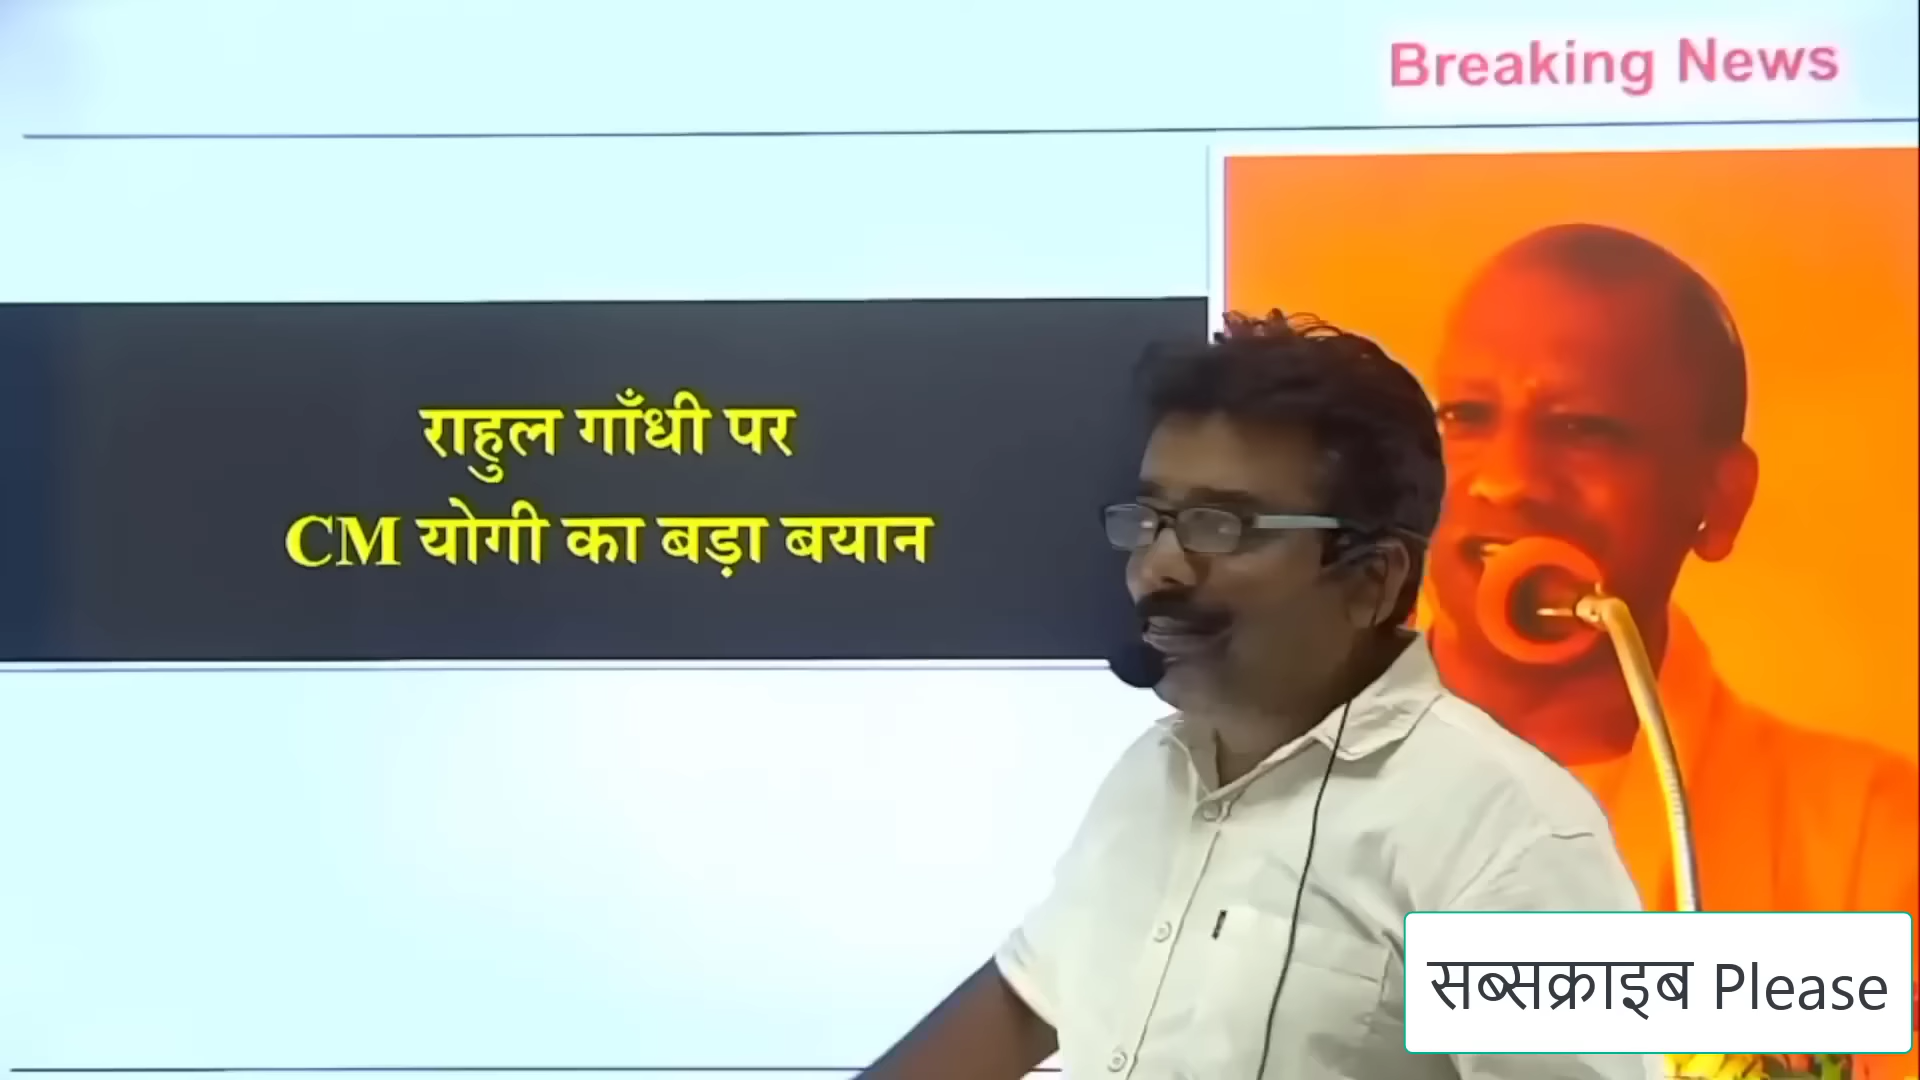 Breaking News
राहुल गाँधी पर
CM योगी का बड़ा बयान
सब्सक्राइब Please